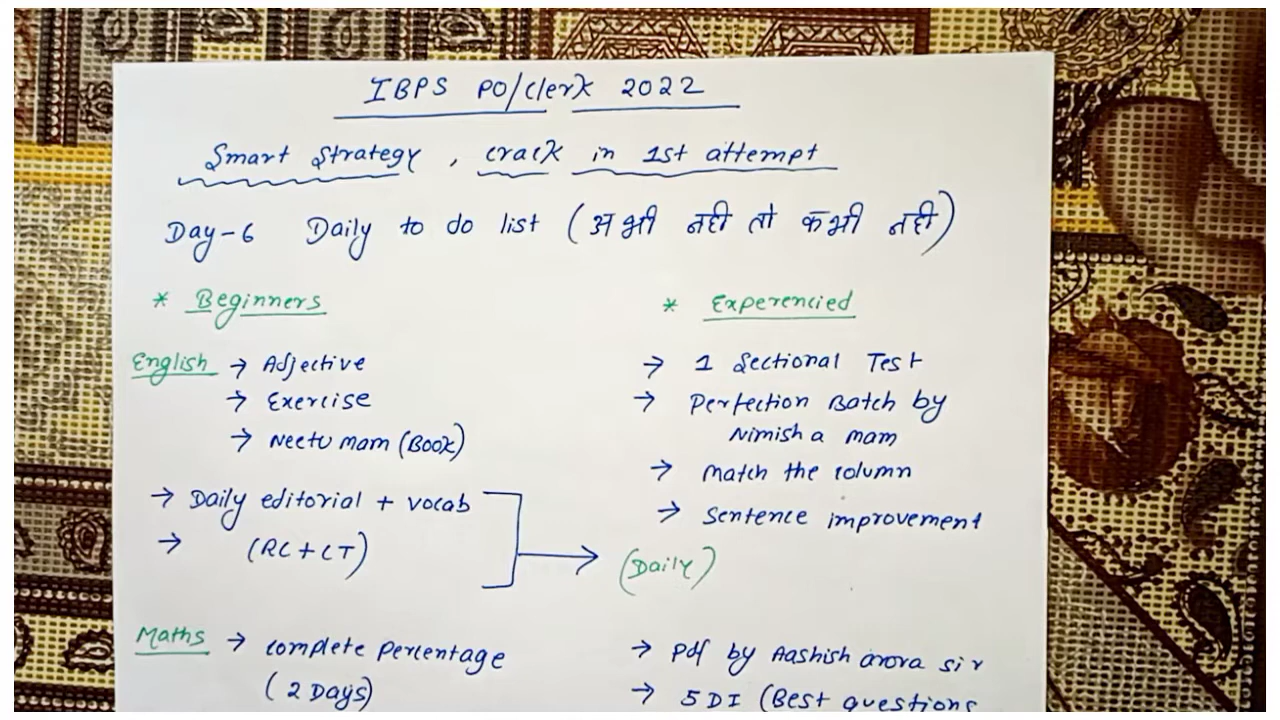 IBPS PO/Clerk 2022
Smart Strategy , crack in 1st attempt
Day-6 Daily to do list (अभी नही तो कभी नही)
* Beginners
English → Adjective
→ Exercise
→ Neetu mam (Book)
→ Daily editorial + vocab
→ (RC + CT)
(Daily)
Maths → complete percentage
(2 Days)
* Experencied
→ 1 Sectional Test
→ Perfection Batch by
Nimisha mam
→ Match the column
→ Sentence improvement
→ pdf by Aashish arora sir
→ 5 DI (Best questions